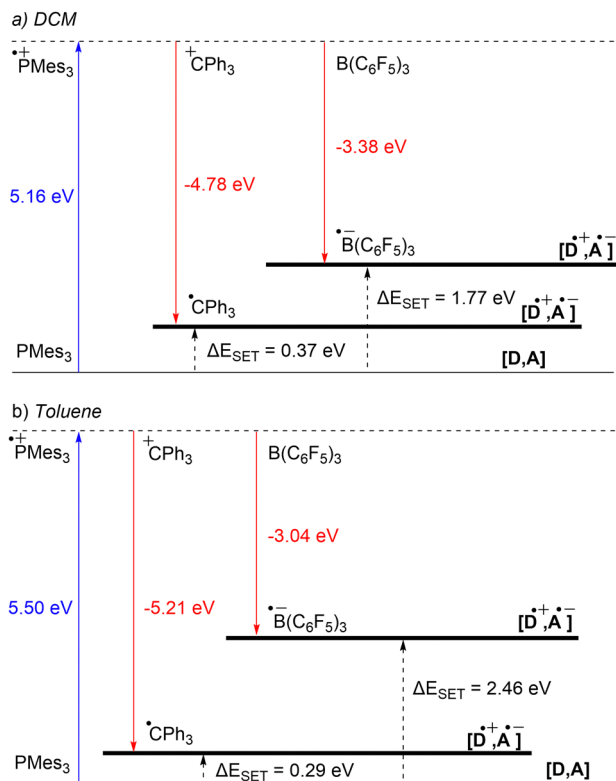 a) DCM
•+
PMes3
+
CPh3
B(C6F5)3
-3.38 eV
-4.78 eV
5.16 eV
•−
B(C6F5)3
[D•+,A•−]
•
CPh3
ΔESET = 1.77 eV
[D•+,A•−]
PMes3
ΔESET = 0.37 eV
[D,A]
b) Toluene
•+
PMes3
+
CPh3
B(C6F5)3
-3.04 eV
5.50 eV
-5.21 eV
•−
B(C6F5)3
[D•+,A•−]
ΔESET = 2.46 eV
•
CPh3
[D•+,A•−]
PMes3
ΔESET = 0.29 eV
[D,A]